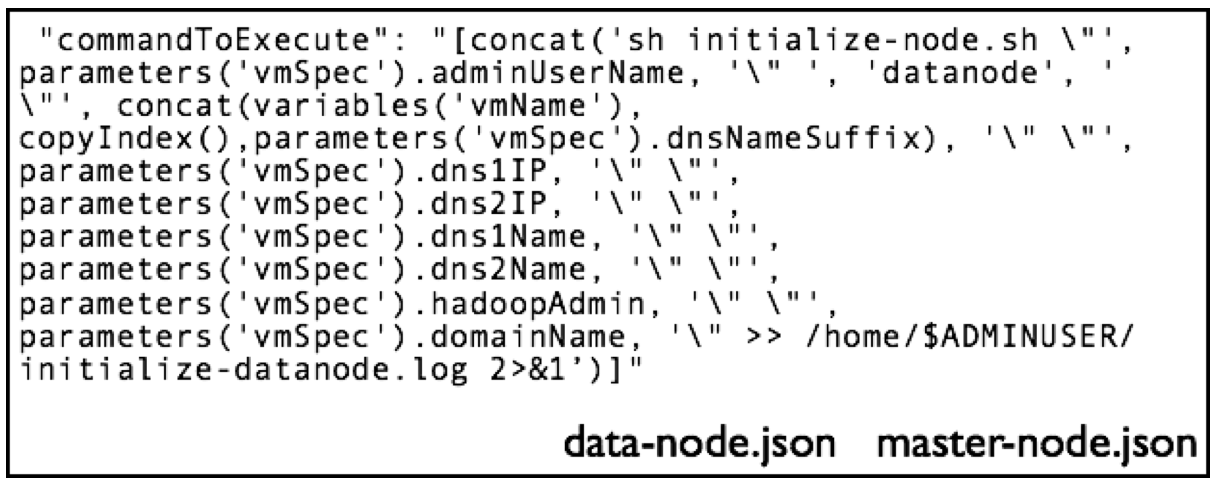 "commandToExecute": "[concat('sh initialize-node.sh \"',
parameters('vmSpec').adminUserName, '\" ', 'datanode', '
\"', concat(variables('vmName'),
copyIndex(),parameters('vmSpec').dnsNameSuffix), '\" \"',
parameters('vmSpec').dns1IP, '\" \"',
parameters('vmSpec').dns2IP, '\" \"',
parameters('vmSpec').dns1Name, '\" \"',
parameters('vmSpec').dns2Name, '\" \"',
parameters('vmSpec').hadoopAdmin, '\" \"',
parameters('vmSpec').domainName, '\" >> /home/$ADMINUSER/
initialize-datanode.log 2>&1’)]"
data-node.json master-node.json